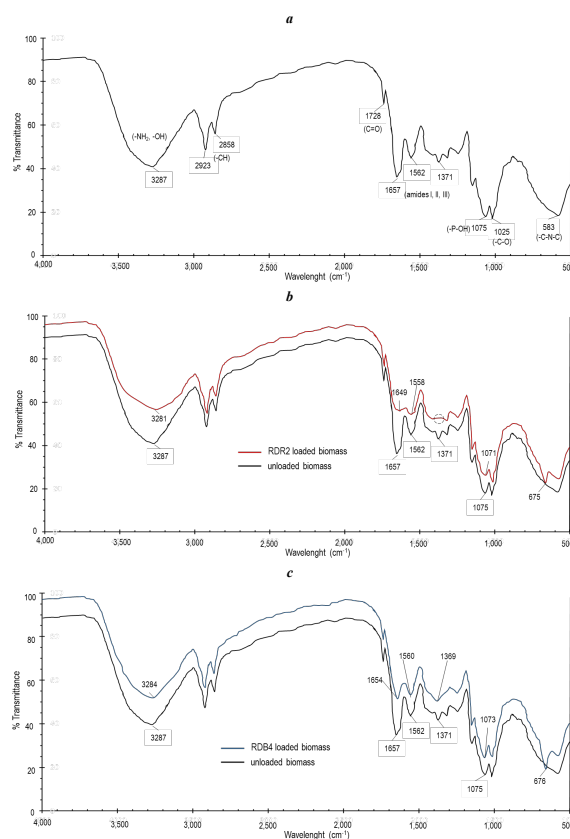 a
100
80
60
40
20
0
% Transmittance
(-NH₂, -OH)
3287
2923
2858
(-CH)
1728
(C=O)
1657
1562
1371
(amides I, II, III)
(-P-OH)
1075
1025
(-C-O)
583
(-C-N-C)
4,000 3,500 3,000 2,500 2,000 1,500 1,000 500
Wavelenght (cm⁻¹)
b
100
80
60
40
20
0
% Transmittance
3281
3287
RDR2 loaded biomass
unloaded biomass
1649
1558
1657
1562
1371
1071
1075
675
4,000 3,500 3,000 2,500 2,000 1,500 1,000 500
Wavelenght (cm⁻¹)
c
100
80
60
40
20
0
% Transmittance
3284
3287
RDB4 loaded biomass
unloaded biomass
1654
1560
1369
1657
1562
1371
1073
1075
676
4,000 3,500 3,000 2,500 2,000 1,500 1,000 500
Wavelenght (cm⁻¹)